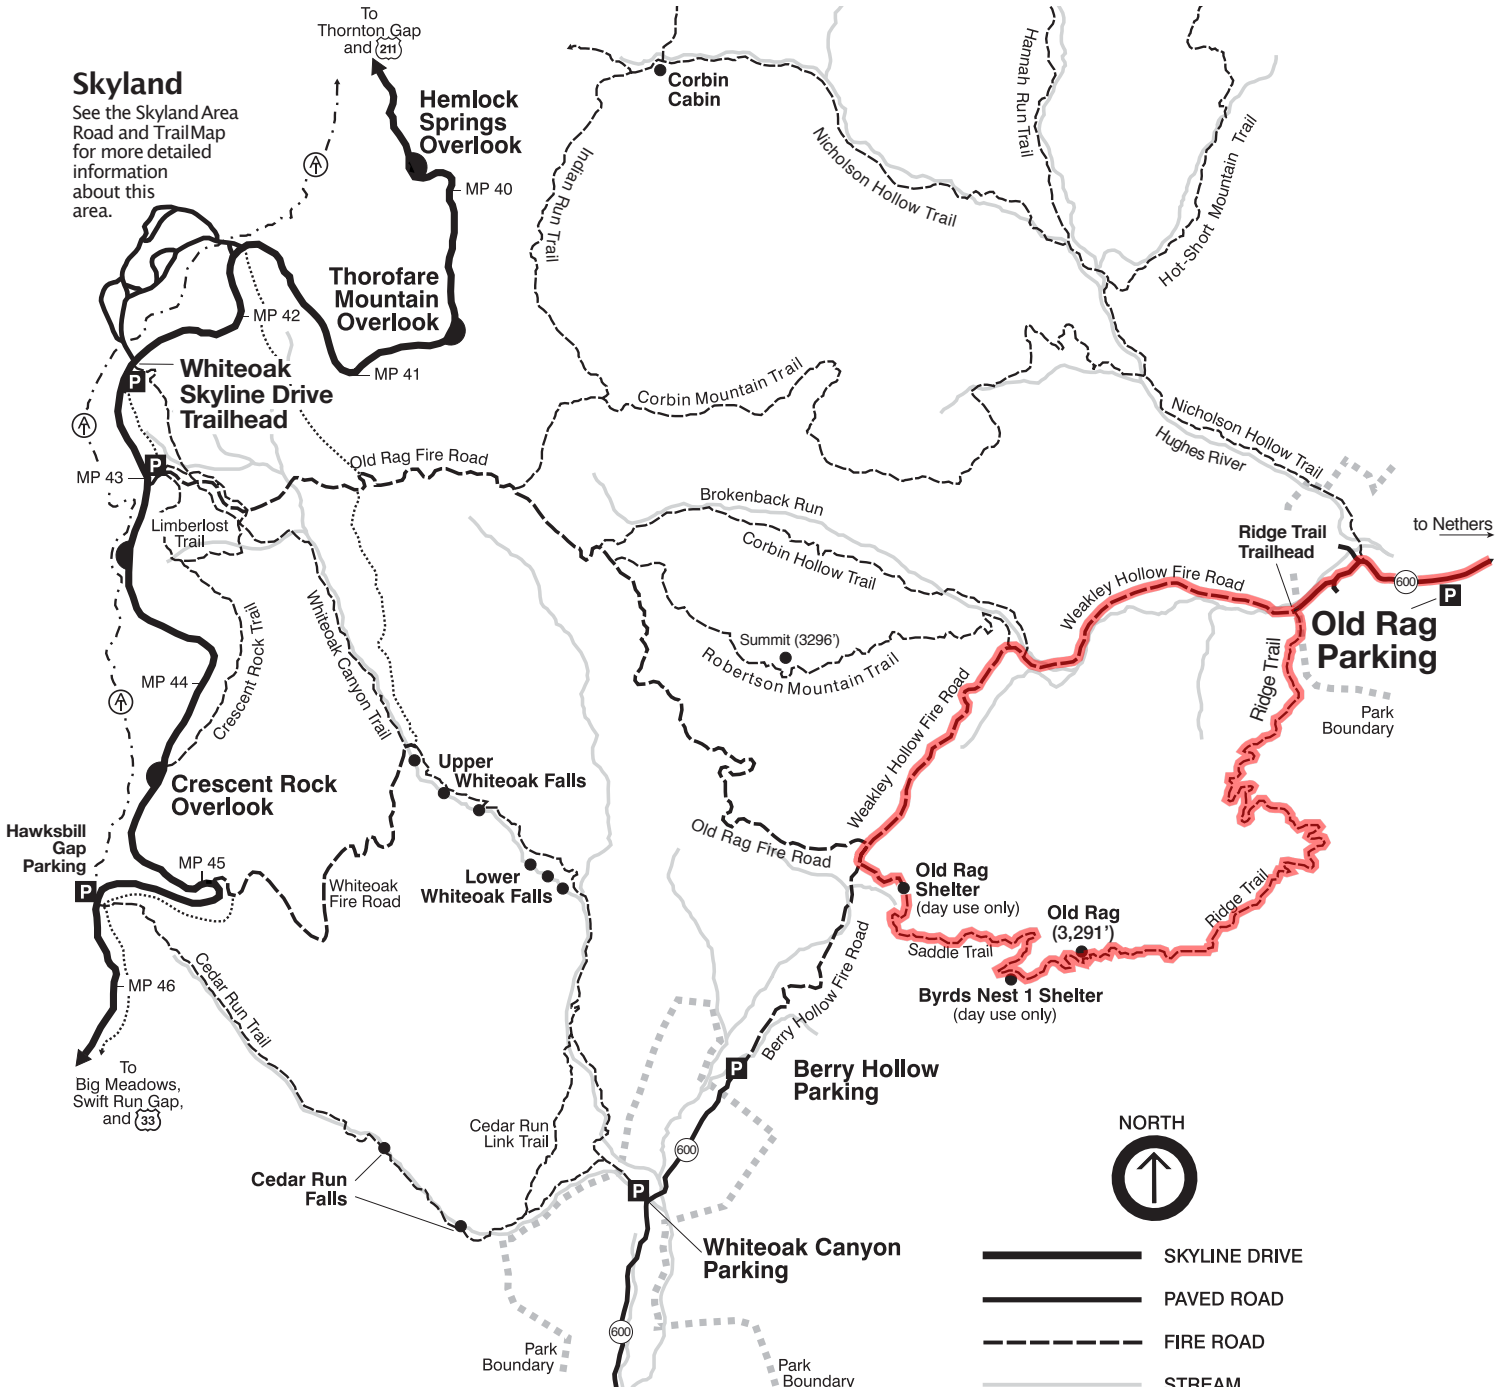 To
Thornton Gap
and 211
Skyland
See the Skyland Area
Road and Trail Map
for more detailed
information
about this
area.
Hemlock
Springs
Overlook
MP 40
Corbin
Cabin
Indian Run Trail
Nicholson Hollow Trail
Hannah Run Trail
Hot-Short Mountain Trail
Thorofare
Mountain
Overlook
MP 42
MP 41
Whiteoak
Skyline Drive
Trailhead
P
Corbin Mountain Trail
Nicholson Hollow Trail
Hughes River
Old Rag Fire Road
P
MP 43
Limberlost
Trail
Brokenback Run
Corbin Hollow Trail
Ridge Trail
Trailhead
to Nethers
600
P
Old Rag
Parking
Weakley Hollow Fire Road
Whiteoak Canyon Trail
Crescent Rock Trail
Summit (3296')
Robertson Mountain Trail
Ridge Trail
Park
Boundary
MP 44
Weakley Hollow Fire Road
Upper
Whiteoak Falls
Crescent Rock
Overlook
Hawksbill
Gap
Parking
P
MP 45
Old Rag Fire Road
Lower
Whiteoak Falls
Whiteoak
Fire Road
Old Rag
Shelter
(day use only)
Old Rag
(3,291')
Ridge Trail
Saddle Trail
Byrds Nest 1 Shelter
(day use only)
Cedar Run Trail
MP 46
Berry Hollow Fire Road
To
Big Meadows,
Swift Run Gap,
and 33
P
Berry Hollow
Parking
Cedar Run
Link Trail
600
NORTH
Cedar Run
Falls
P
Whiteoak Canyon
Parking
SKYLINE DRIVE
PAVED ROAD
600
FIRE ROAD
Park
Boundary
Park
Boundary
STREAM